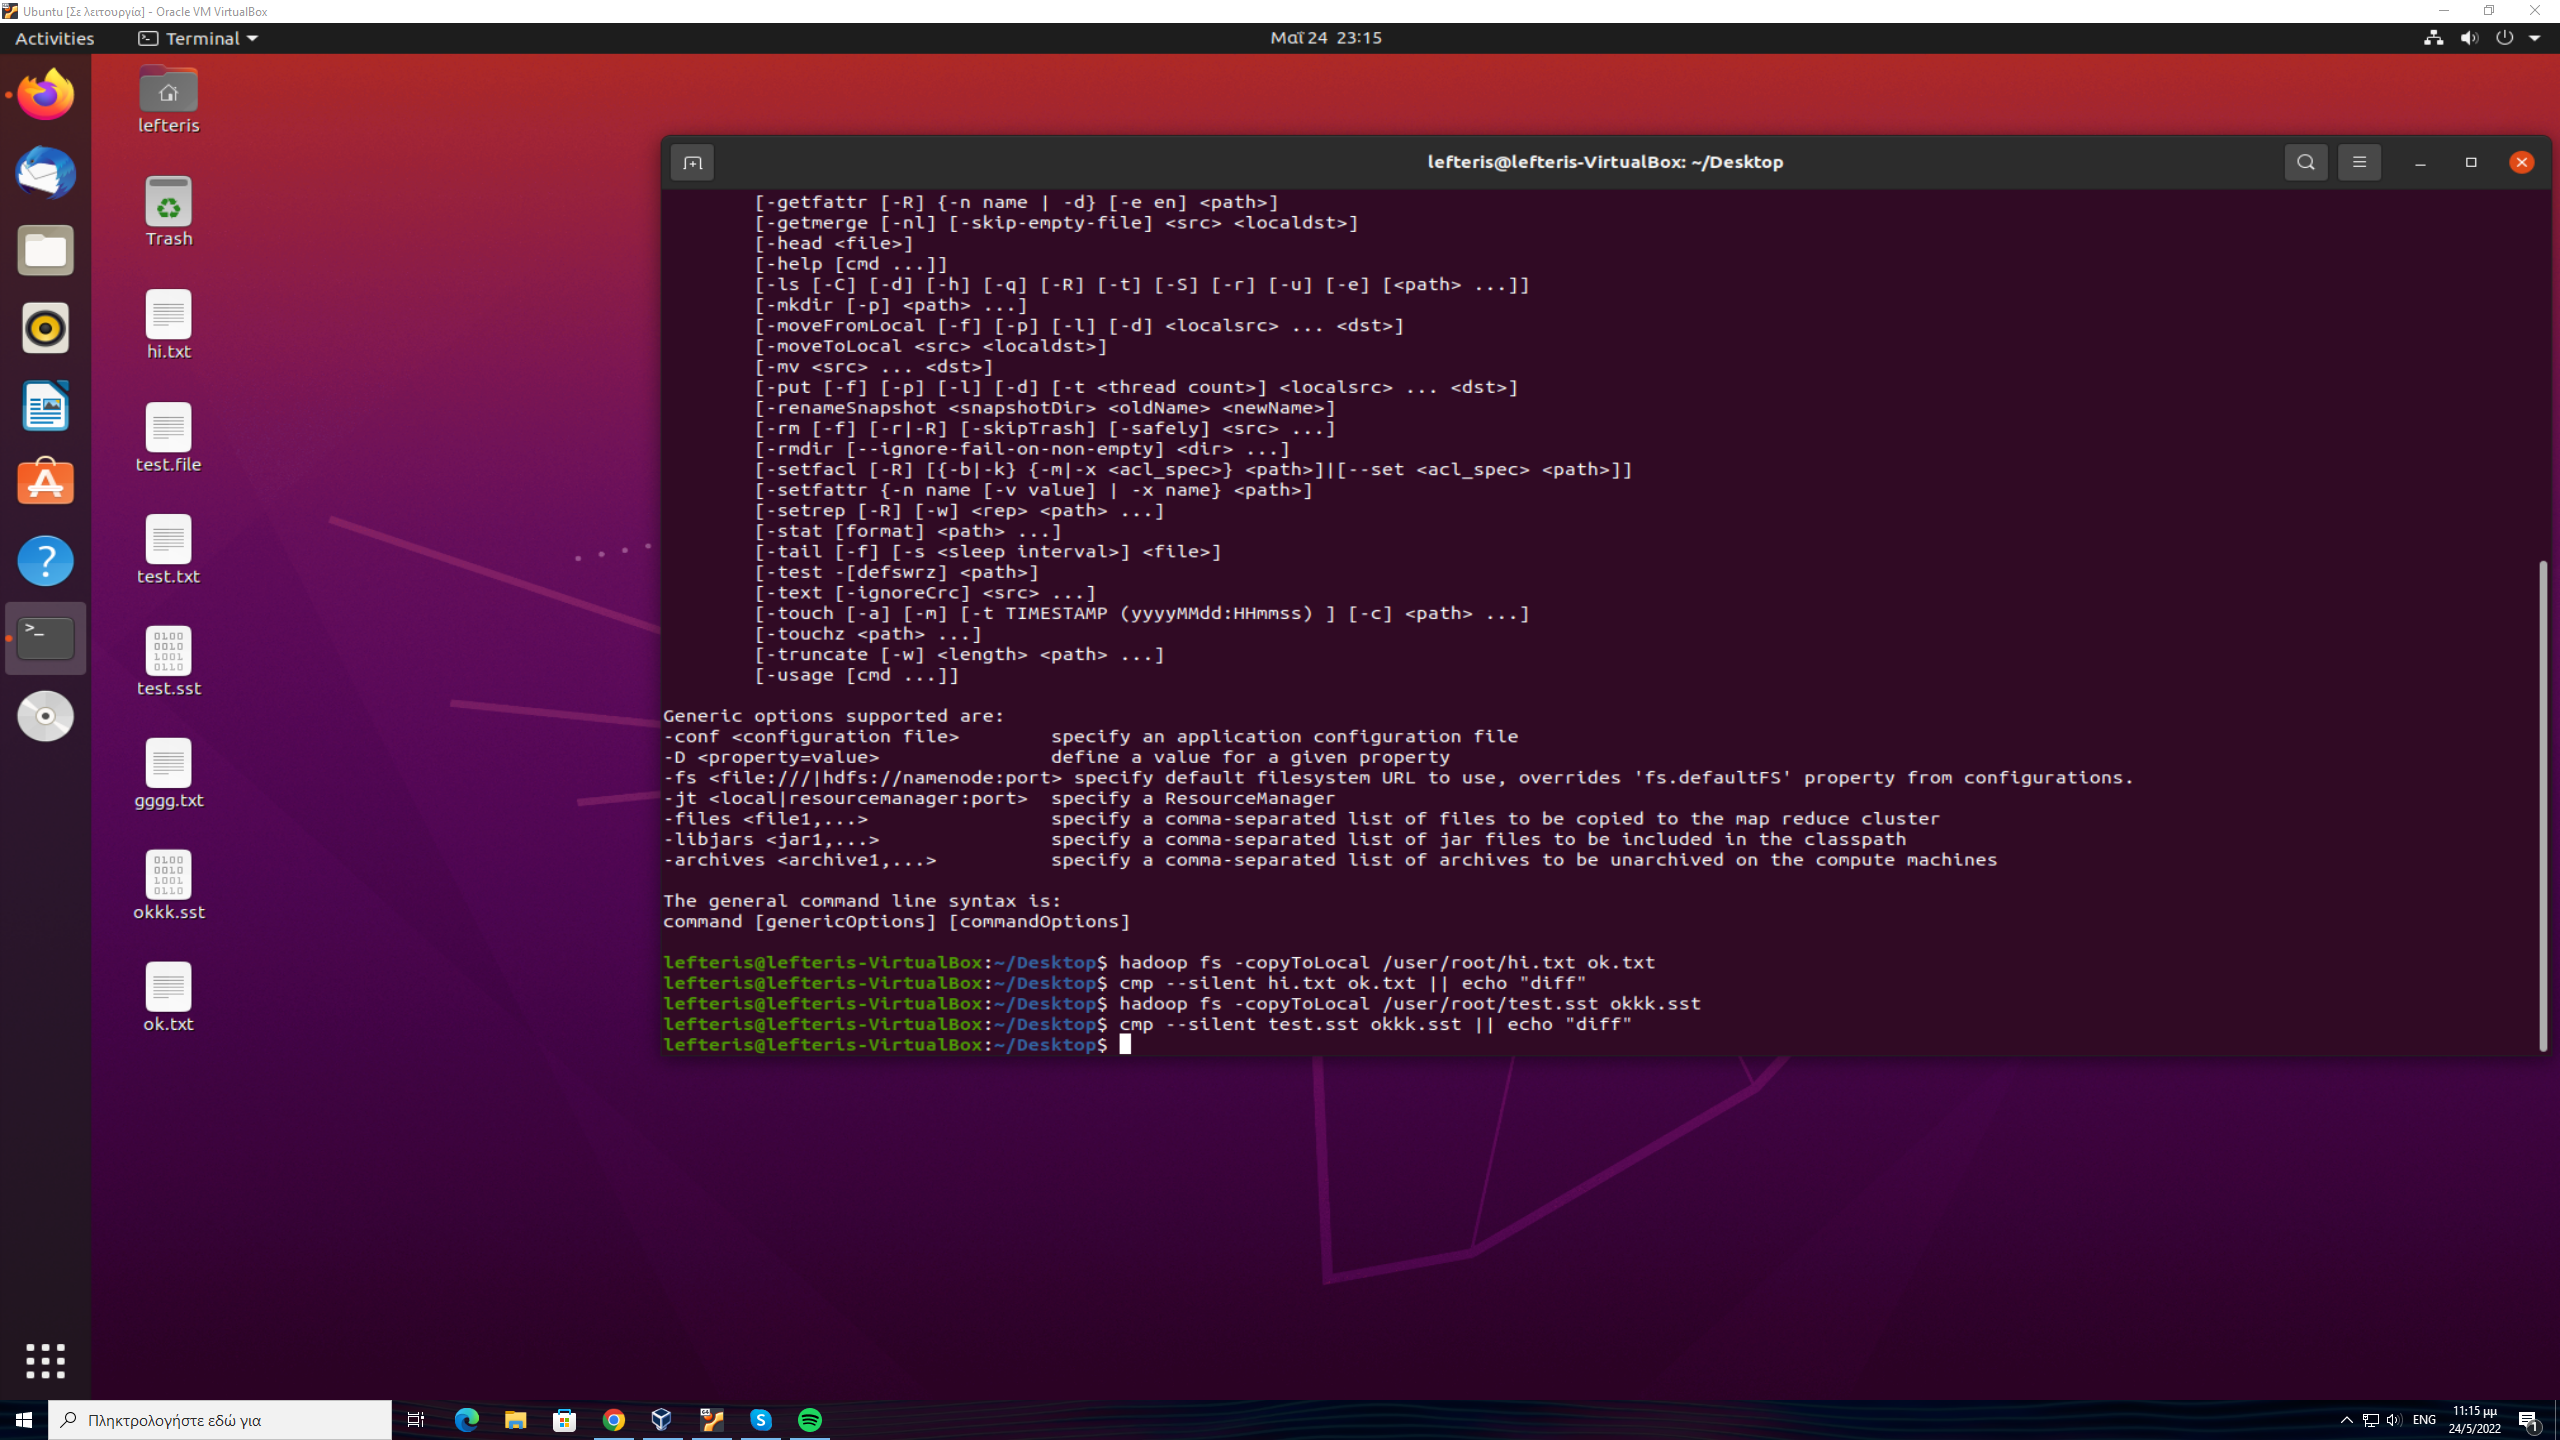 Ubuntu [Σε λειτουργία] - Oracle VM VirtualBox
Activities
Terminal
Μαΐ 24 23:15
lefteris
Trash
hi.txt
test.file
test.txt
test.sst
gggg.txt
okkk.sst
ok.txt
lefteris@lefteris-VirtualBox: ~/Desktop
[-getfattr [-R] {-n name | -d} [-e en] <path>]
[-getmerge [-nl] [-skip-empty-file] <src> <localdst>]
[-head <file>]
[-help [cmd ...]]
[-ls [-C] [-d] [-h] [-q] [-R] [-t] [-S] [-r] [-u] [-e] [<path> ...]]
[-mkdir [-p] <path> ...]
[-moveFromLocal [-f] [-p] [-l] [-d] <localsrc> ... <dst>]
[-moveToLocal <src> <localdst>]
[-mv <src> ... <dst>]
[-put [-f] [-p] [-l] [-d] [-t <thread count>] <localsrc> ... <dst>]
[-renameSnapshot <snapshotDir> <oldName> <newName>]
[-rm [-f] [-r|-R] [-skipTrash] [-safely] <src> ...]
[-rmdir [--ignore-fail-on-non-empty] <dir> ...]
[-setfacl [-R] [{-b|-k} {-m|-x <acl_spec>} <path>]|[--set <acl_spec> <path>]]
[-setfattr {-n name [-v value] | -x name} <path>]
[-setrep [-R] [-w] <rep> <path> ...]
[-stat [format] <path> ...]
[-tail [-f] [-s <sleep interval>] <file>]
[-test -[defswrz] <path>]
[-text [-ignoreCrc] <src> ...]
[-touch [-a] [-m] [-t TIMESTAMP (yyyyMMdd:HHmmss) ] [-c] <path> ...]
[-touchz <path> ...]
[-truncate [-w] <length> <path> ...]
[-usage [cmd ...]]
Generic options supported are:
-conf <configuration file>        specify an application configuration file
-D <property=value>               define a value for a given property
-fs <file:///|hdfs://namenode:port> specify default filesystem URL to use, overrides 'fs.defaultFS' property from configurations.
-jt <local|resourcemanager:port>  specify a ResourceManager
-files <file1,...>                specify a comma-separated list of files to be copied to the map reduce cluster
-libjars <jar1,...>               specify a comma-separated list of jar files to be included in the classpath
-archives <archive1,...>          specify a comma-separated list of archives to be unarchived on the compute machines
The general command line syntax is:
command [genericOptions] [commandOptions]
lefteris@lefteris-VirtualBox:~/Desktop$ hadoop fs -copyToLocal /user/root/hi.txt ok.txt
lefteris@lefteris-VirtualBox:~/Desktop$ cmp --silent hi.txt ok.txt || echo "diff"
lefteris@lefteris-VirtualBox:~/Desktop$ hadoop fs -copyToLocal /user/root/test.sst okkk.sst
lefteris@lefteris-VirtualBox:~/Desktop$ cmp --silent test.sst okkk.sst || echo "diff"
lefteris@lefteris-VirtualBox:~/Desktop$
Πληκτρολογήστε εδώ για
ENG
11:15 μμ
24/5/2022
1